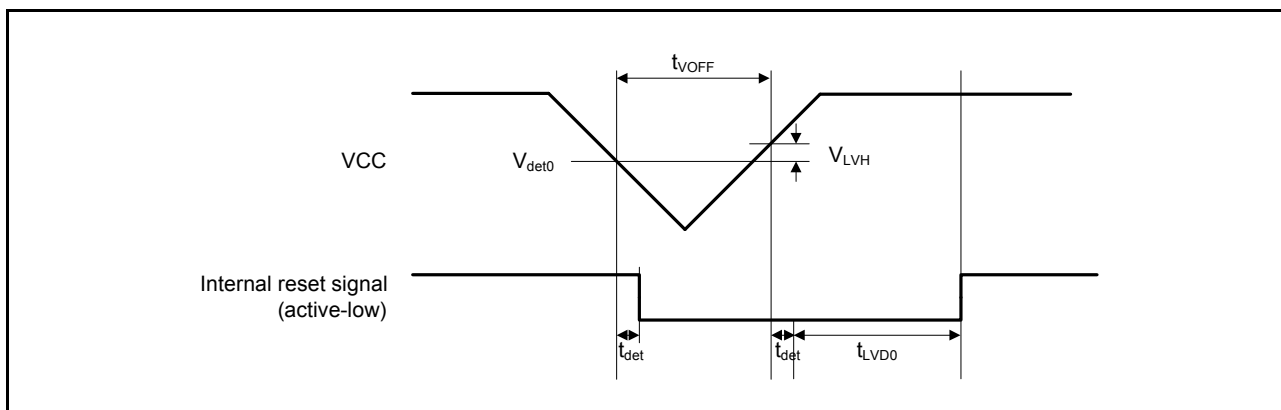 tVOFF
VCC
Vdet0
VLVH
Internal reset signal
(active-low)
tdet
tdet
tLVD0